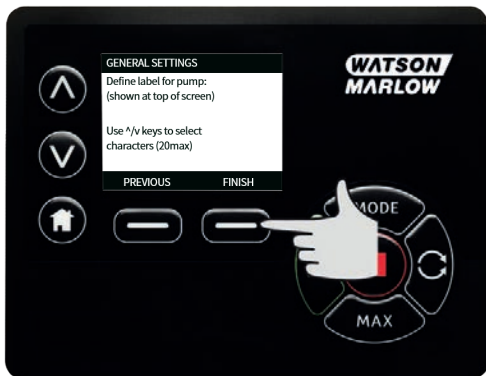 GENERAL SETTINGS
Define label for pump:
(shown at top of screen)
Use ^/v keys to select
characters (20max)
PREVIOUS FINISH
WATSON
MARLOW
MODE
MAX